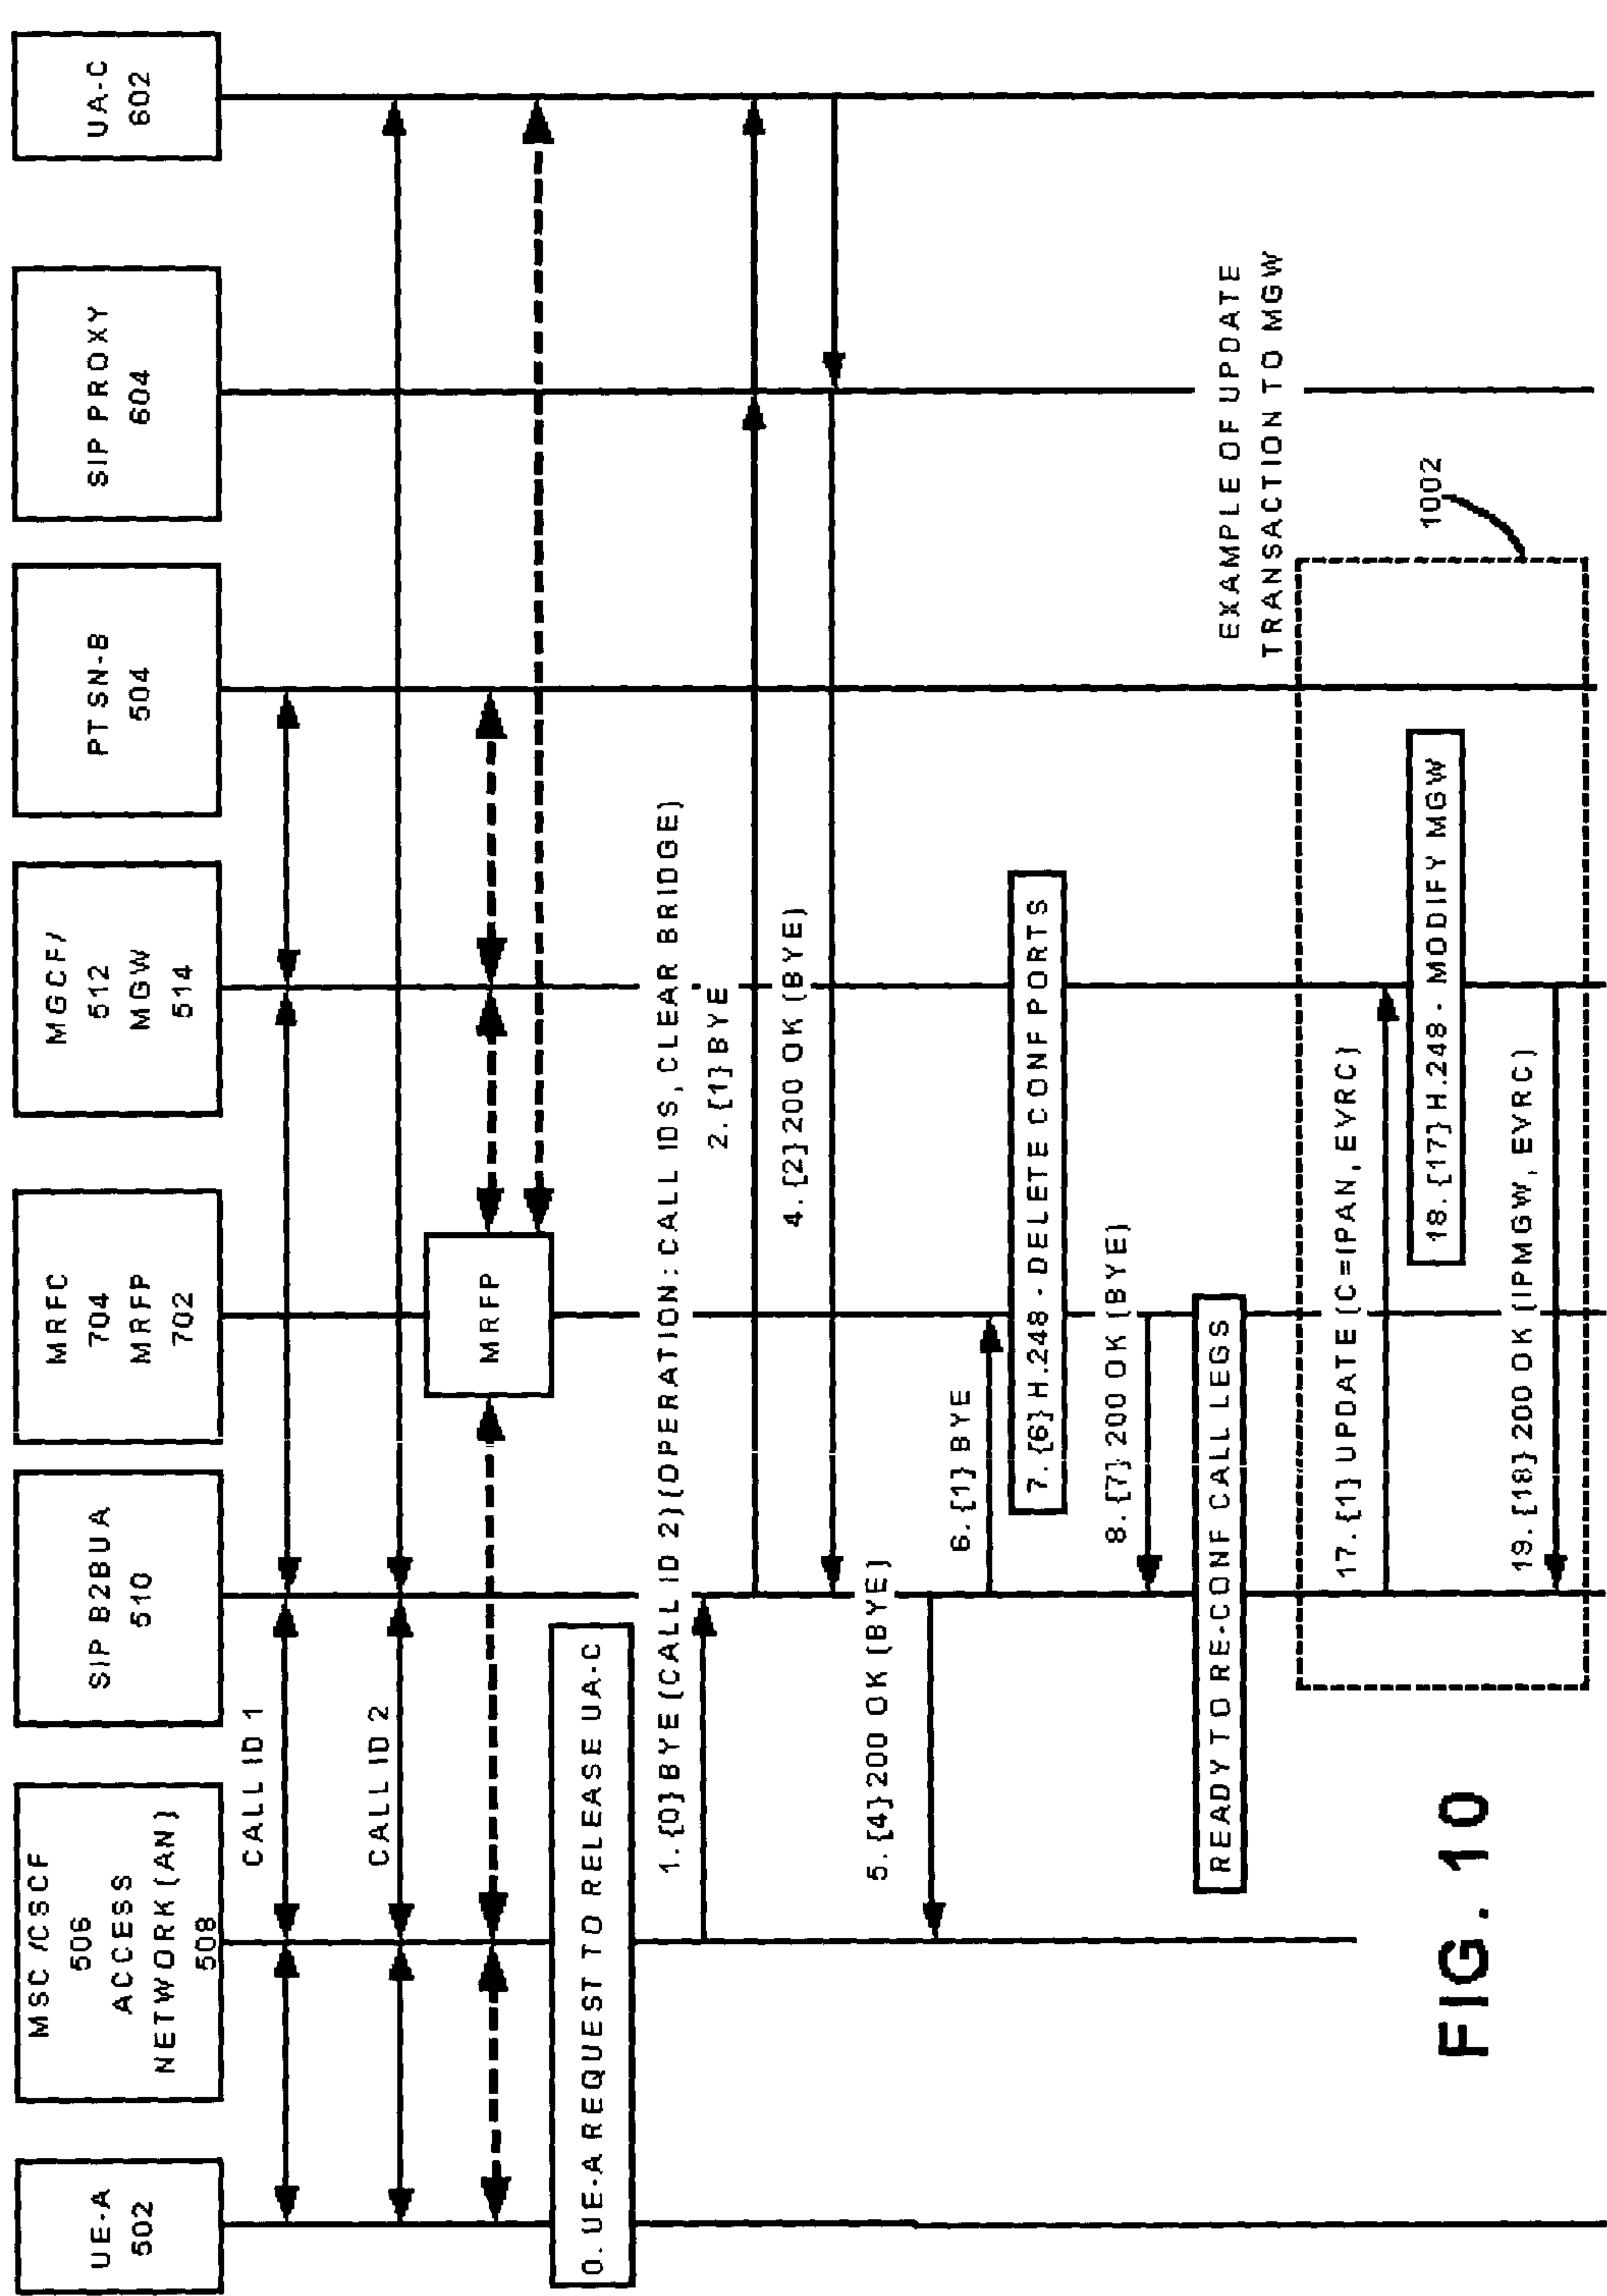 UE-A
502
MSC/CSCF
506
ACCESS
NETWORK(AN)
508
SIP B2BUA
510
MRFC
704
MRFP
702
MGCF/
512
MGW
514
PTSN-B
504
SIP PROXY
604
UA-C
602
CALL ID 1
CALL ID 2
MRFP
0. UE-A REQUEST TO RELEASE UA-C
1. {0} BYE (CALL ID 2)(OPERATION: CALL IDS, CLEAR BRIDGE)
2. {1} BYE
4. {2} 200 OK (BYE)
5. {4} 200 OK (BYE)
6. {1} BYE
7. {6} H.248 - DELETE CONF PORTS
8. {7} 200 OK (BYE)
READY TO RE-CONF CALL LEGS
EXAMPLE OF UPDATE
TRANSACTION TO MGW
17. {1} UPDATE (C=IPAN, EVRC)
18. {17} H.248 - MODIFY MGW
1002
19. {18} 200 OK (IPMGW, EVRC)
FIG. 10